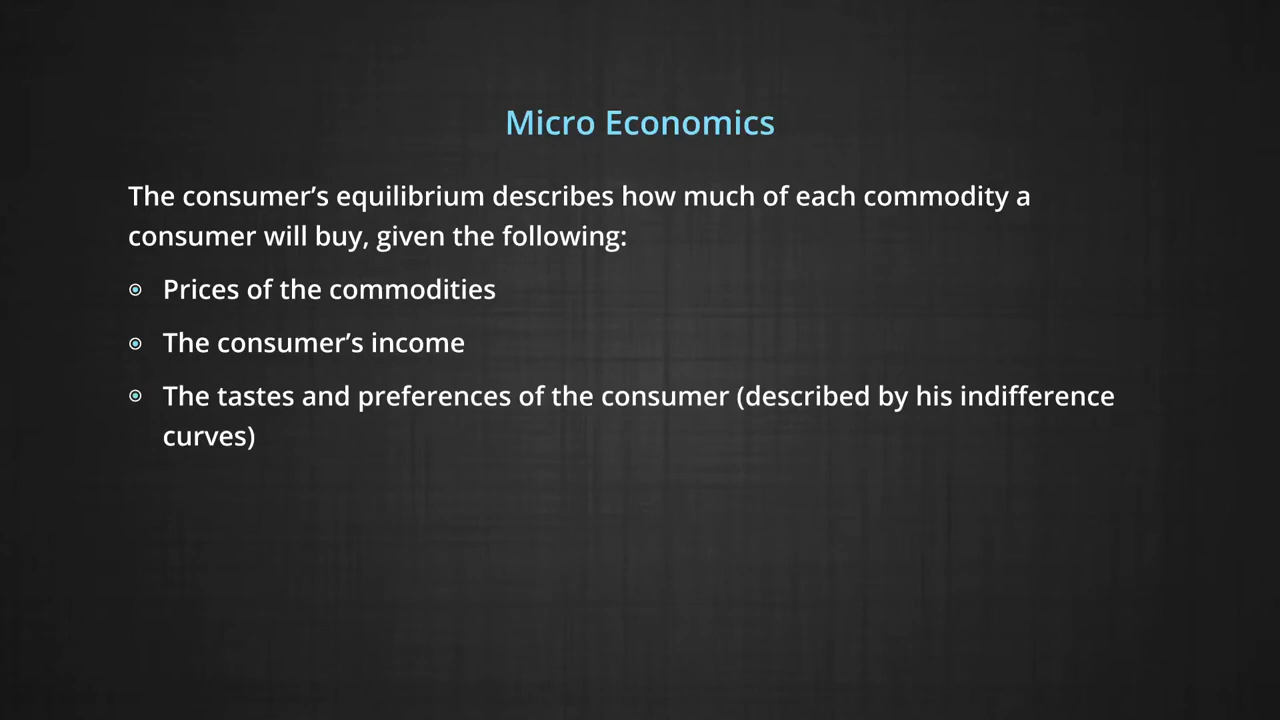 Micro Economics
The consumer’s equilibrium describes how much of each commodity a
consumer will buy, given the following:
Prices of the commodities
The consumer’s income
The tastes and preferences of the consumer (described by his indifference
curves)